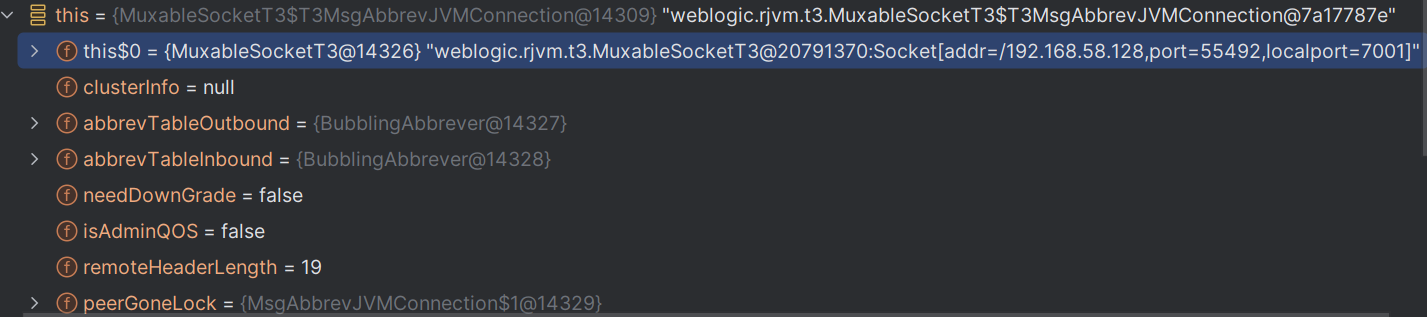 this = {MuxableSocketT3$T3MsgAbbrevJVMConnection@14309} "weblogic.rjvm.t3.MuxableSocketT3$T3MsgAbbrevJVMConnection@7a17787e"
f this$0 = {MuxableSocketT3@14326} "weblogic.rjvm.t3.MuxableSocketT3@20791370:Socket[addr=/192.168.58.128,port=55492,localport=7001]"
f clusterInfo = null
f abbrevTableOutbound = {BubblingAbbrever@14327}
f abbrevTableInbound = {BubblingAbbrever@14328}
f needDownGrade = false
f isAdminQOS = false
f remoteHeaderLength = 19
f peerGoneLock = {MsgAbbrevJVMConnection$1@14329}